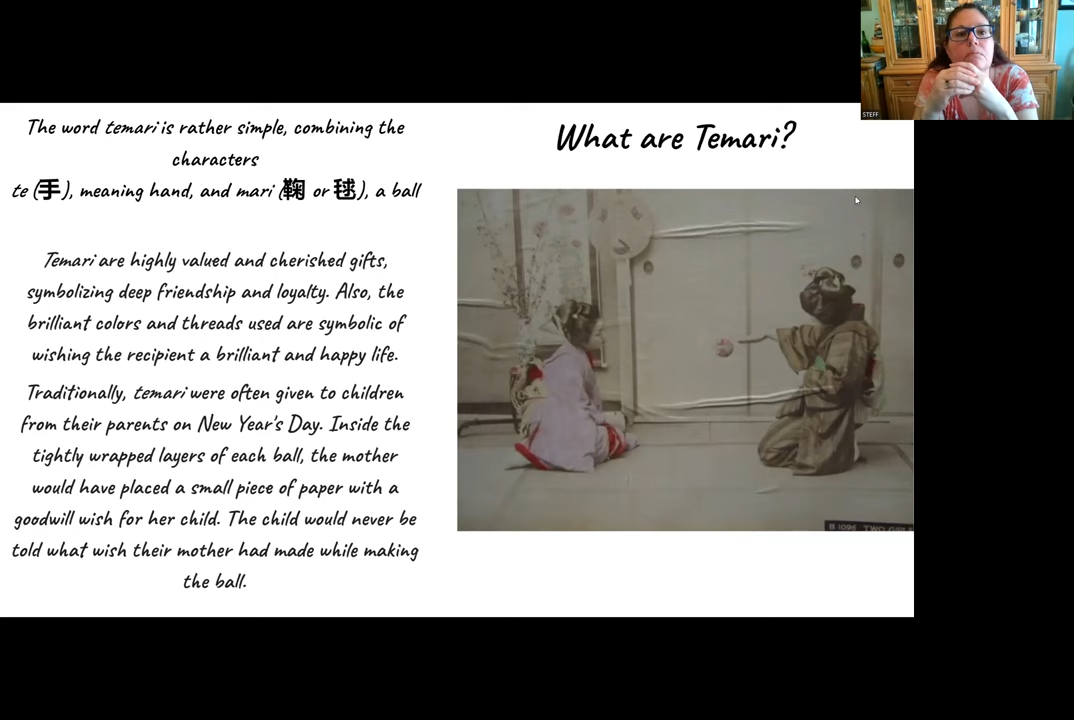 The word temari is rather simple, combining the
characters
te (手), meaning hand, and mari (鞠 or 毬), a ball
Temari are highly valued and cherished gifts,
symbolizing deep friendship and loyalty. Also, the
brilliant colors and threads used are symbolic of
wishing the recipient a brilliant and happy life.
Traditionally, temari were often given to children
from their parents on New Year's Day. Inside the
tightly wrapped layers of each ball, the mother
would have placed a small piece of paper with a
goodwill wish for her child. The child would never be
told what wish their mother had made while making
the ball.
What are Temari?
B 1096 TWO GIRLS
STEFF